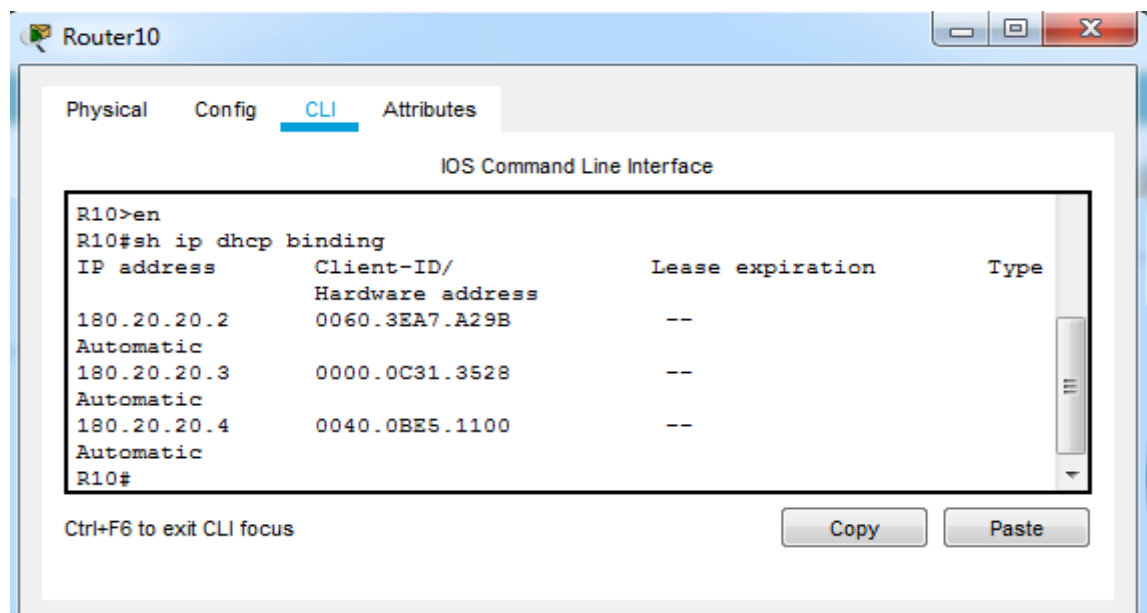 Router10
Physical Config CLI Attributes
IOS Command Line Interface
R10>en
R10#sh ip dhcp binding
IP address Client-ID/ Lease expiration Type
Hardware address
180.20.20.2 0060.3EA7.A29B --
Automatic
180.20.20.3 0000.0C31.3528 --
Automatic
180.20.20.4 0040.0BE5.1100 --
Automatic
R10#
Ctrl+F6 to exit CLI focus Copy Paste